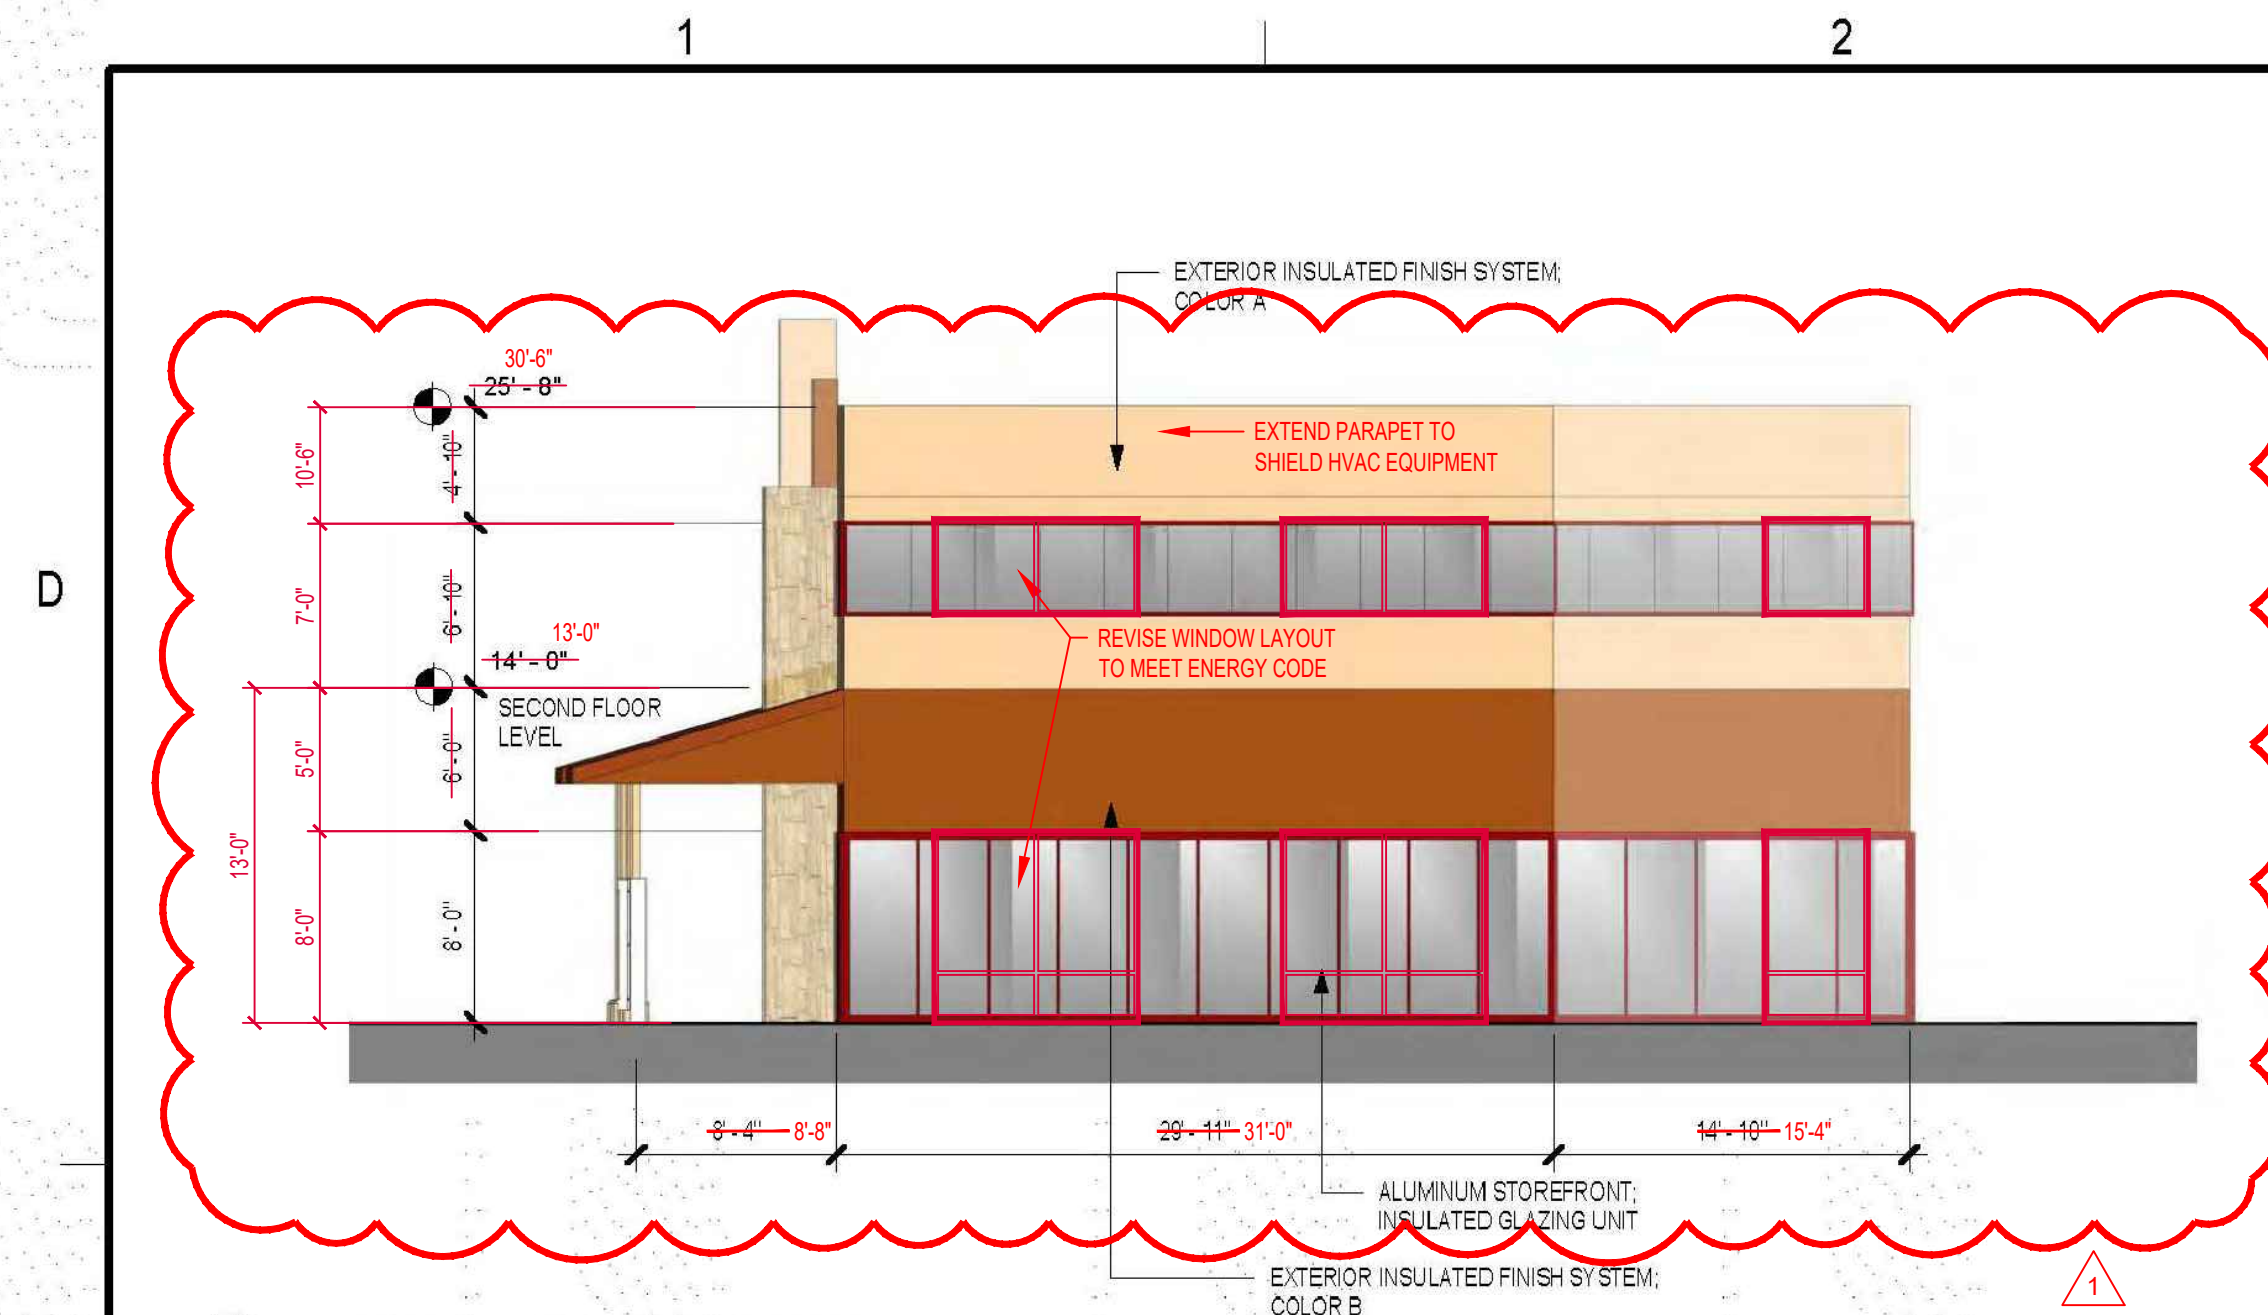 1
2
EXTERIOR INSULATED FINISH SYSTEM;
COLOR A
30'-6"
25' - 8"
EXTEND PARAPET TO
SHIELD HVAC EQUIPMENT
10'-6"
4' - 10"
D
7'-0"
6' - 10"
13'-0"
14' - 0"
REVISE WINDOW LAYOUT
TO MEET ENERGY CODE
SECOND FLOOR
LEVEL
5'-0"
6' - 0"
13'-0"
8'-0"
8' - 0"
8' - 4" 8'-8"
29' - 11" 31'-0"
14' - 10" 15'-4"
ALUMINUM STOREFRONT;
INSULATED GLAZING UNIT
EXTERIOR INSULATED FINISH SYSTEM;
COLOR B
1